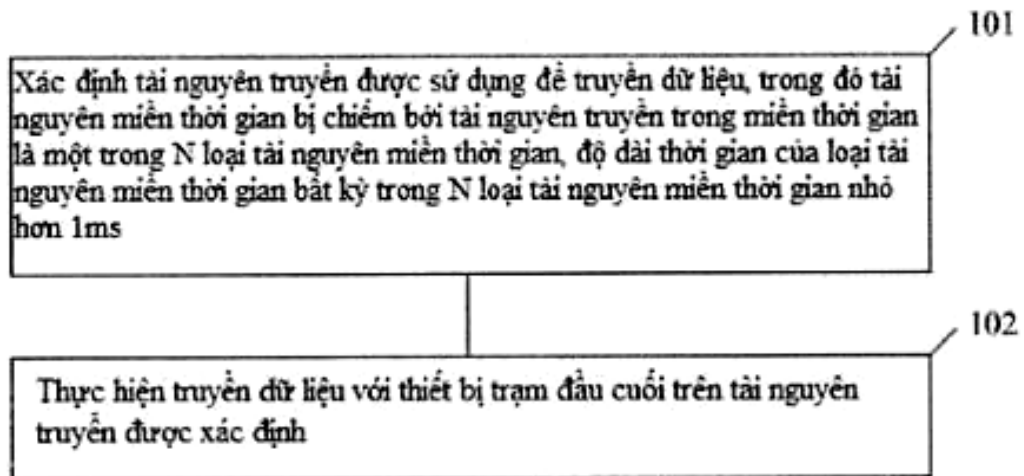 101
Xác định tài nguyên truyền được sử dụng để truyền dữ liệu, trong đó tài
nguyên miền thời gian bị chiếm bởi tài nguyên truyền trong miền thời gian
là một trong N loại tài nguyên miền thời gian, độ dài thời gian của loại tài
nguyên miền thời gian bất kỳ trong N loại tài nguyên miền thời gian nhỏ
hơn 1ms
102
Thực hiện truyền dữ liệu với thiết bị trạm đầu cuối trên tài nguyên
truyền được xác định